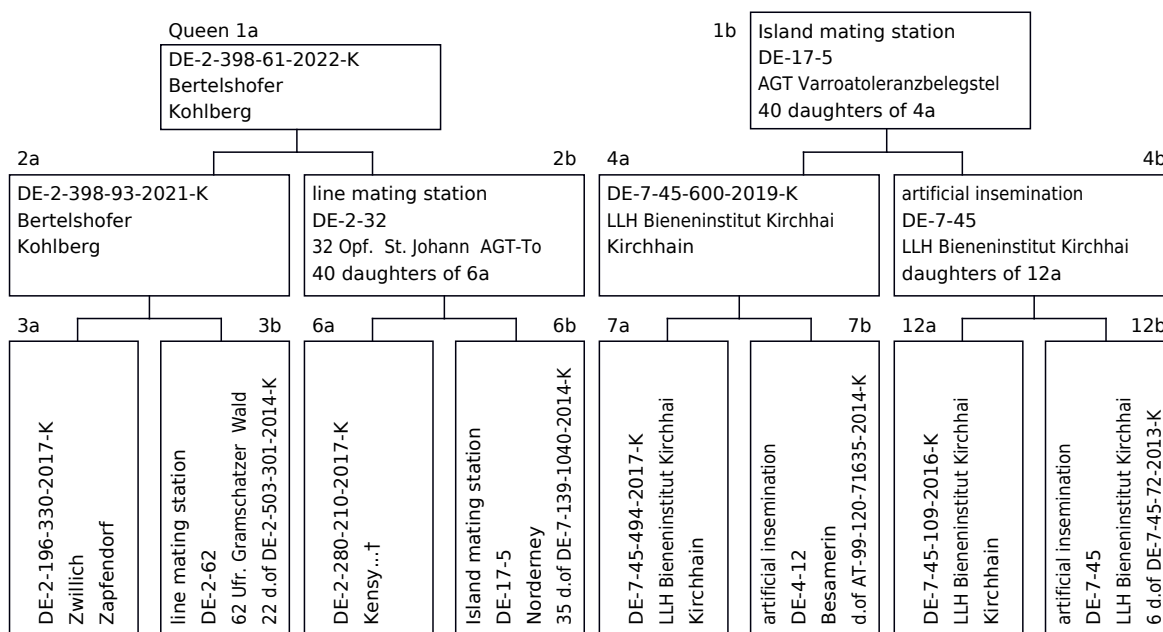 Queen 1a
DE-2-398-61-2022-K
Bertelshofer
Kohlberg
1b
Island mating station
DE-17-5
AGT Varroatoleranzbelegstel
40 daughters of 4a
2a
DE-2-398-93-2021-K
Bertelshofer
Kohlberg
2b
line mating station
DE-2-32
32 Opf. St. Johann AGT-To
40 daughters of 6a
4a
DE-7-45-600-2019-K
LLH Bieneninstitut Kirchhai
Kirchhain
4b
artificial insemination
DE-7-45
LLH Bieneninstitut Kirchhai
daughters of 12a
3a
DE-2-196-330-2017-K
Zwillich
Zapfendorf
3b
line mating station
DE-2-62
62 Ufr. Gramschatzer Wald
22 d.of DE-2-503-301-2014-K
6a
DE-2-280-210-2017-K
Kensy...†
6b
Island mating station
DE-17-5
Norderney
35 d.of DE-7-139-1040-2014-K
7a
DE-7-45-494-2017-K
LLH Bieneninstitut Kirchhai
Kirchhain
7b
artificial insemination
DE-4-12
Besamerin
d.of AT-99-120-71635-2014-K
12a
DE-7-45-109-2016-K
LLH Bieneninstitut Kirchhai
Kirchhain
12b
artificial insemination
DE-7-45
LLH Bieneninstitut Kirchhai
6 d.of DE-7-45-72-2013-K